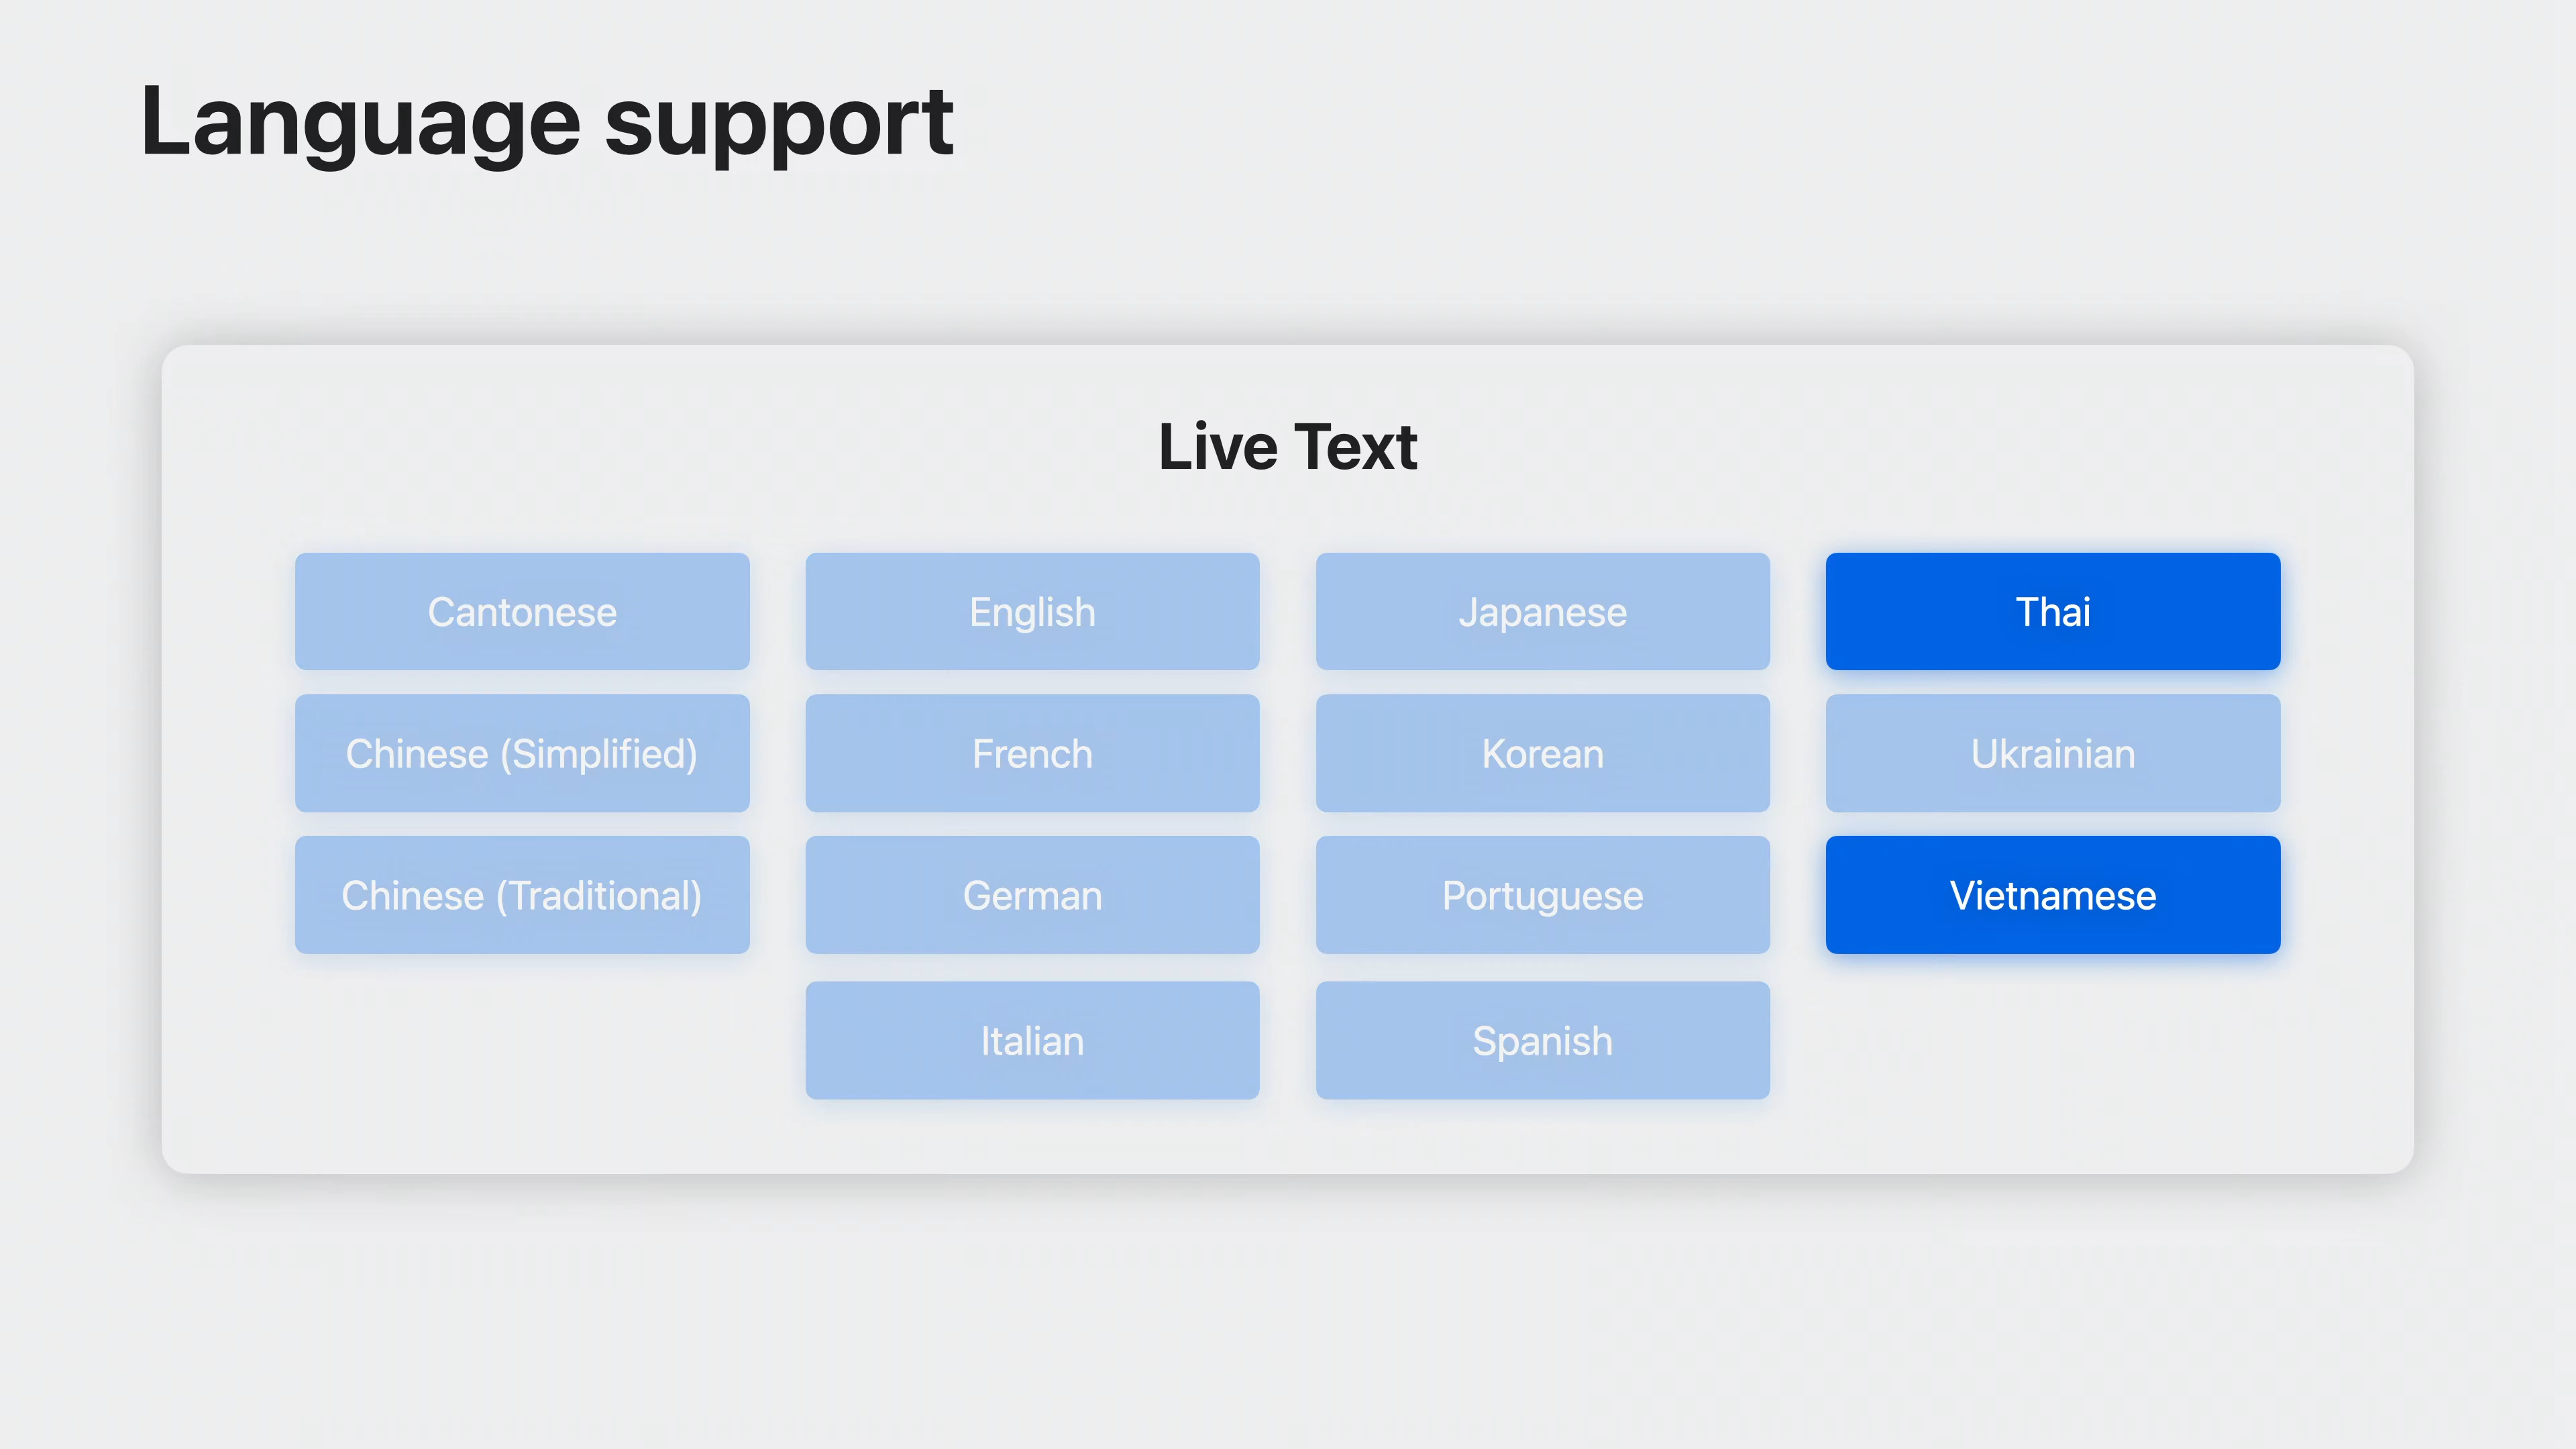 Language support
Live Text
Cantonese
English
Japanese
Thai
Chinese (Simplified)
French
Korean
Ukrainian
Chinese (Traditional)
German
Portuguese
Vietnamese
Italian
Spanish